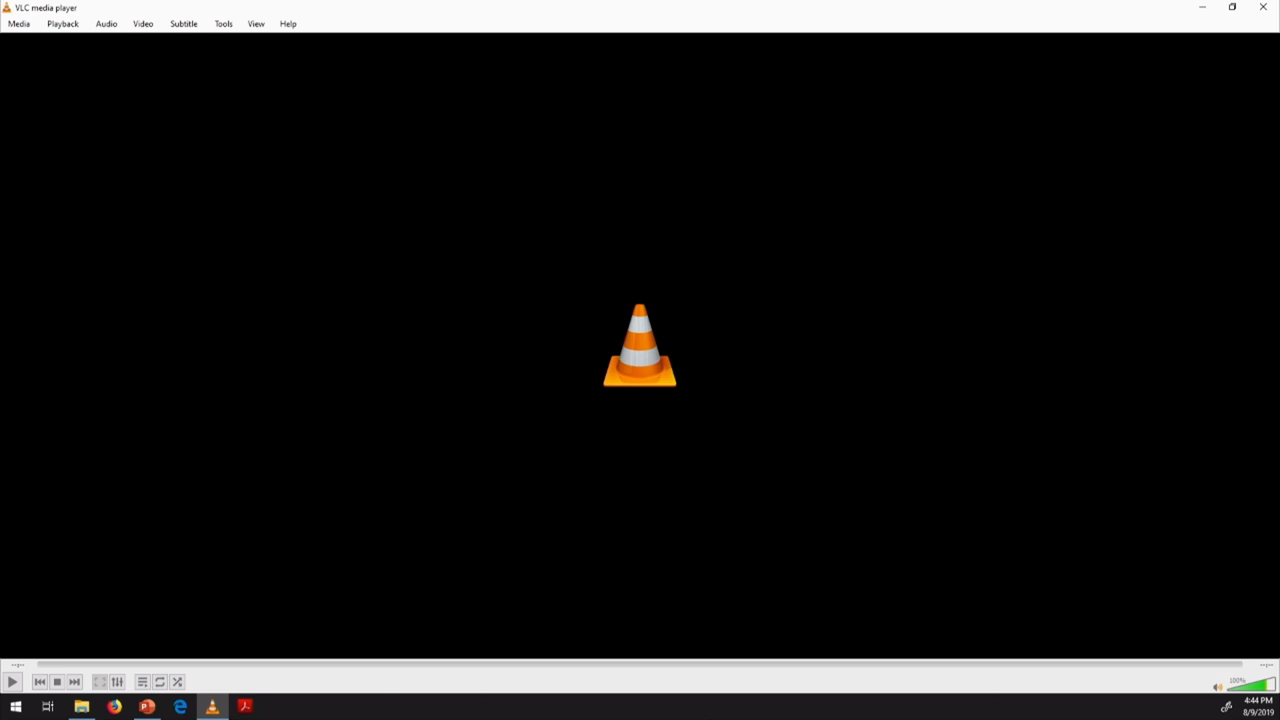 VLC media player
Media Playback Audio Video Subtitle Tools View Help
--:-- --:--
100%
4:44 PM
8/9/2019